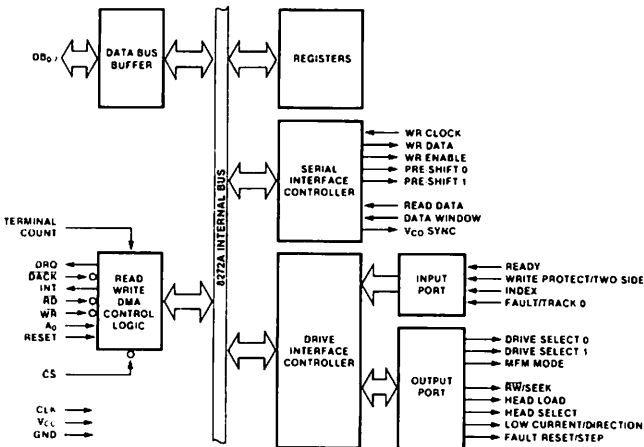 DB0-7
DATA BUS
BUFFER
REGISTERS
8272A INTERNAL BUS
SERIAL
INTERFACE
CONTROLLER
WR CLOCK
WR DATA
WR ENABLE
PRE SHIFT 0
PRE SHIFT 1
READ DATA
DATA WINDOW
VCO SYNC
TERMINAL
COUNT
DRQ
DACK
INT
RD
WR
A0
RESET
CS
READ
WRITE
DMA
CONTROL
LOGIC
CLK
VCC
GND
DRIVE
INTERFACE
CONTROLLER
INPUT
PORT
READY
WRITE PROTECT/TWO SIDE
INDEX
FAULT/TRACK 0
OUTPUT
PORT
DRIVE SELECT 0
DRIVE SELECT 1
MFM MODE
RW/SEEK
HEAD LOAD
HEAD SELECT
LOW CURRENT/DIRECTION
FAULT RESET/STEP